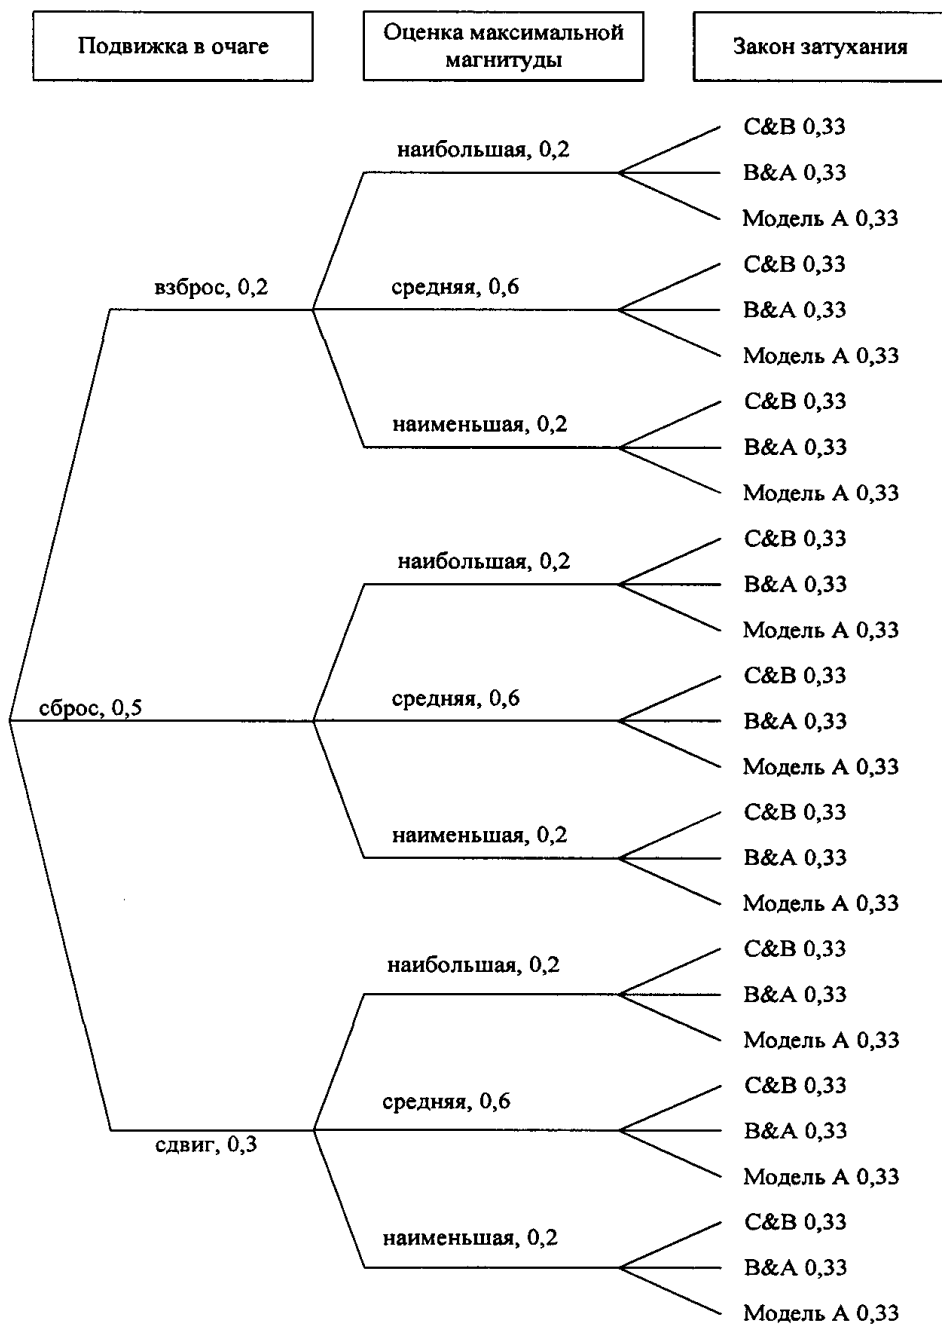 Подвижка в очаге
Оценка максимальной
магнитуды
Закон затухания
взброс, 0,2
наибольшая, 0,2
C&B 0,33
B&A 0,33
Модель A 0,33
средняя, 0,6
C&B 0,33
B&A 0,33
Модель A 0,33
наименьшая, 0,2
C&B 0,33
B&A 0,33
Модель A 0,33
сброс, 0,5
наибольшая, 0,2
C&B 0,33
B&A 0,33
Модель A 0,33
средняя, 0,6
C&B 0,33
B&A 0,33
Модель A 0,33
наименьшая, 0,2
C&B 0,33
B&A 0,33
Модель A 0,33
сдвиг, 0,3
наибольшая, 0,2
C&B 0,33
B&A 0,33
Модель A 0,33
средняя, 0,6
C&B 0,33
B&A 0,33
Модель A 0,33
наименьшая, 0,2
C&B 0,33
B&A 0,33
Модель A 0,33